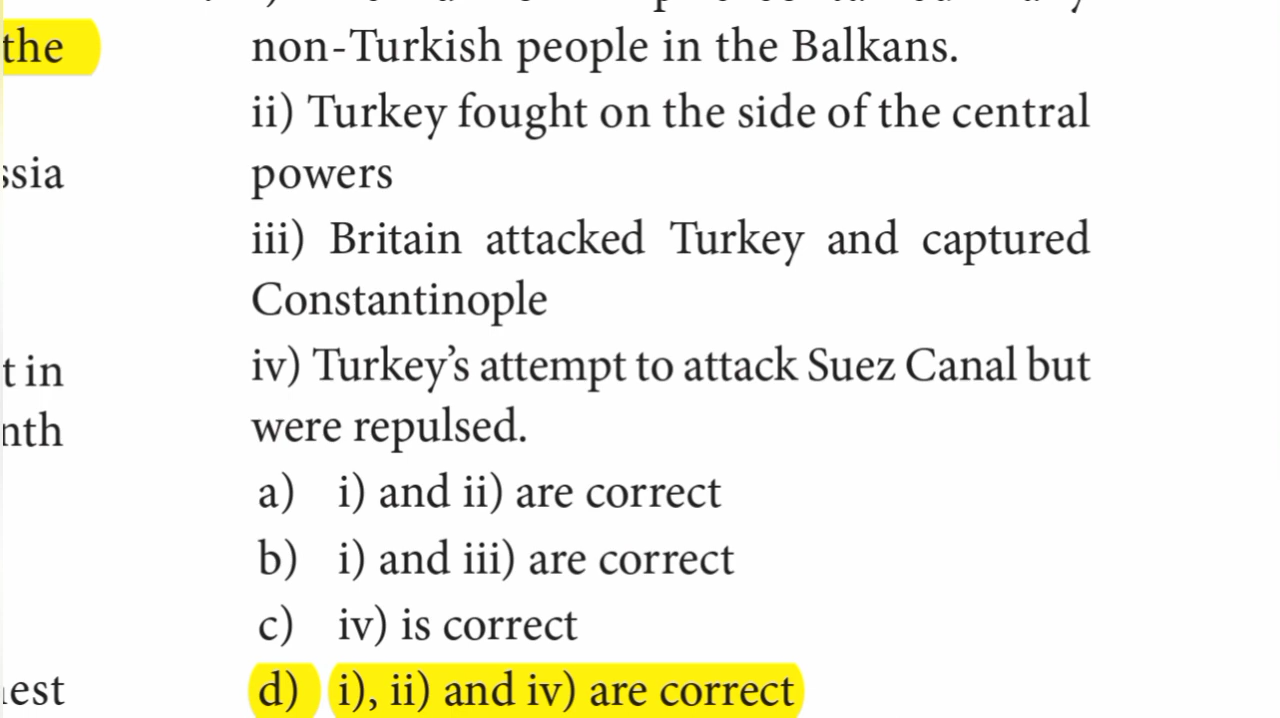 the
ssia
t in
nth
non-Turkish people in the Balkans.
ii) Turkey fought on the side of the central
powers
iii) Britain attacked Turkey and captured
Constantinople
iv) Turkey's attempt to attack Suez Canal but
were repulsed.
a) i) and ii) are correct
b) i) and iii) are correct
c) iv) is correct
d) i), ii) and iv) are correct